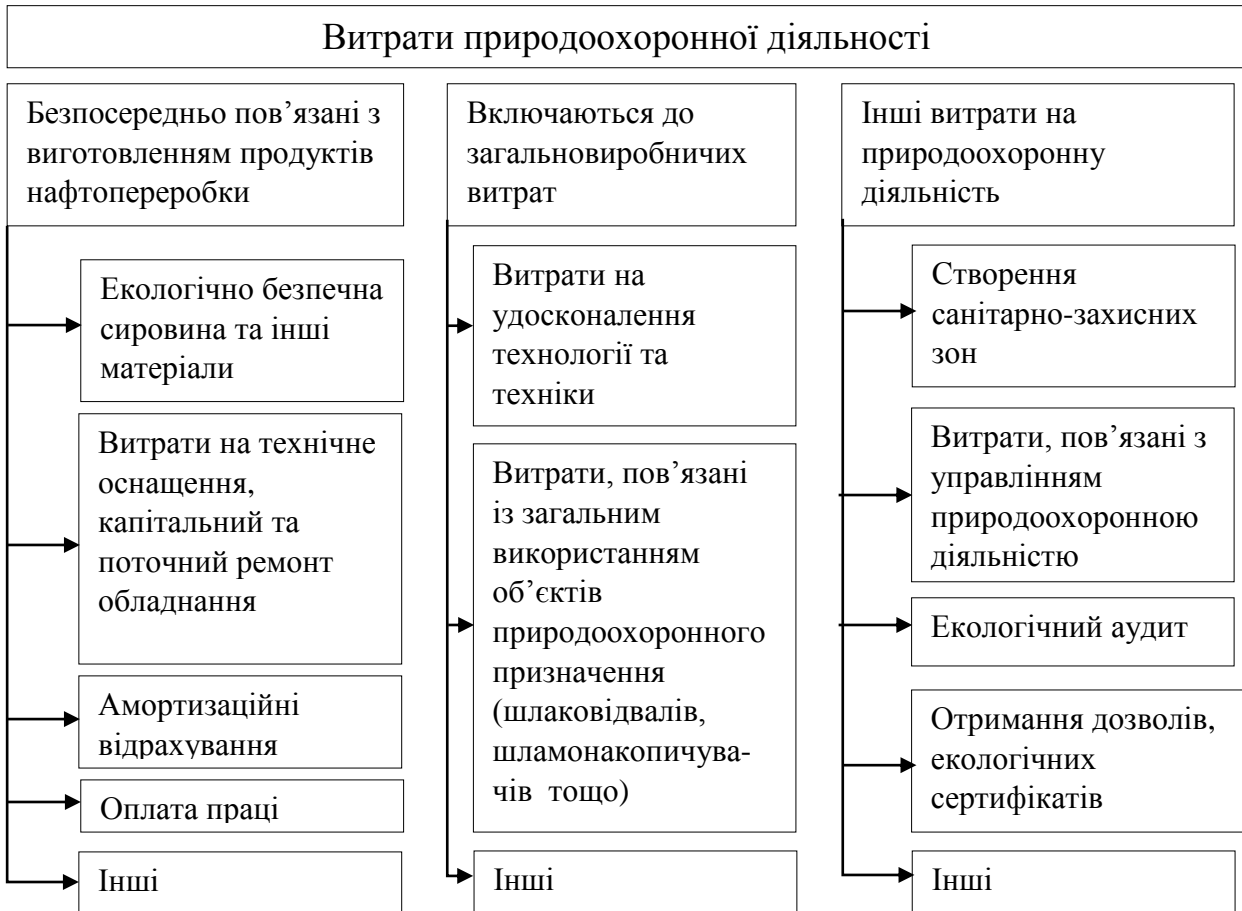 Витрати природоохоронної діяльності
Безпосередньо пов’язані з
виготовленням продуктів
нафтопереробки
Екологічно безпечна
сировина та інші
матеріали
Витрати на технічне
оснащення,
капітальний та
поточний ремонт
обладнання
Амортизаційні
відрахування
Оплата праці
Інші
Включаються до
загальновиробничих
витрат
Витрати на
удосконалення
технології та
техніки
Витрати, пов’язані
із загальним
використанням
об’єктів
природоохоронного
призначення
(шлаковідвалів,
шламонакопичува-
чів тощо)
Інші
Інші витрати на
природоохоронну
діяльність
Створення
санітарно-захисних
зон
Витрати, пов’язані з
управлінням
природоохоронною
діяльністю
Екологічний аудит
Отримання дозволів,
екологічних
сертифікатів
Інші